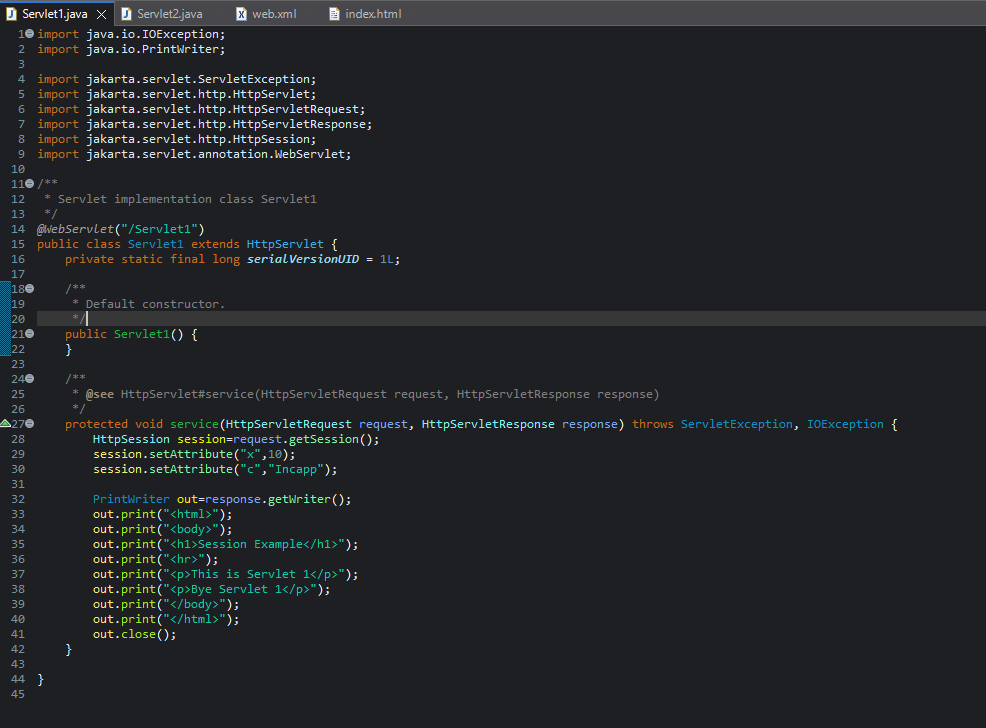 Servlet1.java Servlet2.java web.xml index.html
1 import java.io.IOException;
2 import java.io.PrintWriter;
3
4 import jakarta.servlet.ServletException;
5 import jakarta.servlet.http.HttpServlet;
6 import jakarta.servlet.http.HttpServletRequest;
7 import jakarta.servlet.http.HttpServletResponse;
8 import jakarta.servlet.http.HttpSession;
9 import jakarta.servlet.annotation.WebServlet;
10
11 /**
12  * Servlet implementation class Servlet1
13  */
14 @WebServlet("/Servlet1")
15 public class Servlet1 extends HttpServlet {
16     private static final long serialVersionUID = 1L;
17
18     /**
19      * Default constructor.
20      */
21     public Servlet1() {
22     }
23
24     /**
25      * @see HttpServlet#service(HttpServletRequest request, HttpServletResponse response)
26      */
27     protected void service(HttpServletRequest request, HttpServletResponse response) throws ServletException, IOException {
28         HttpSession session=request.getSession();
29         session.setAttribute("x",10);
30         session.setAttribute("c","Incapp");
31
32         PrintWriter out=response.getWriter();
33         out.print("<html>");
34         out.print("<body>");
35         out.print("<h1>Session Example</h1>");
36         out.print("<hr>");
37         out.print("<p>This is Servlet 1</p>");
38         out.print("<p>Bye Servlet 1</p>");
39         out.print("</body>");
40         out.print("</html>");
41         out.close();
42     }
43
44 }
45